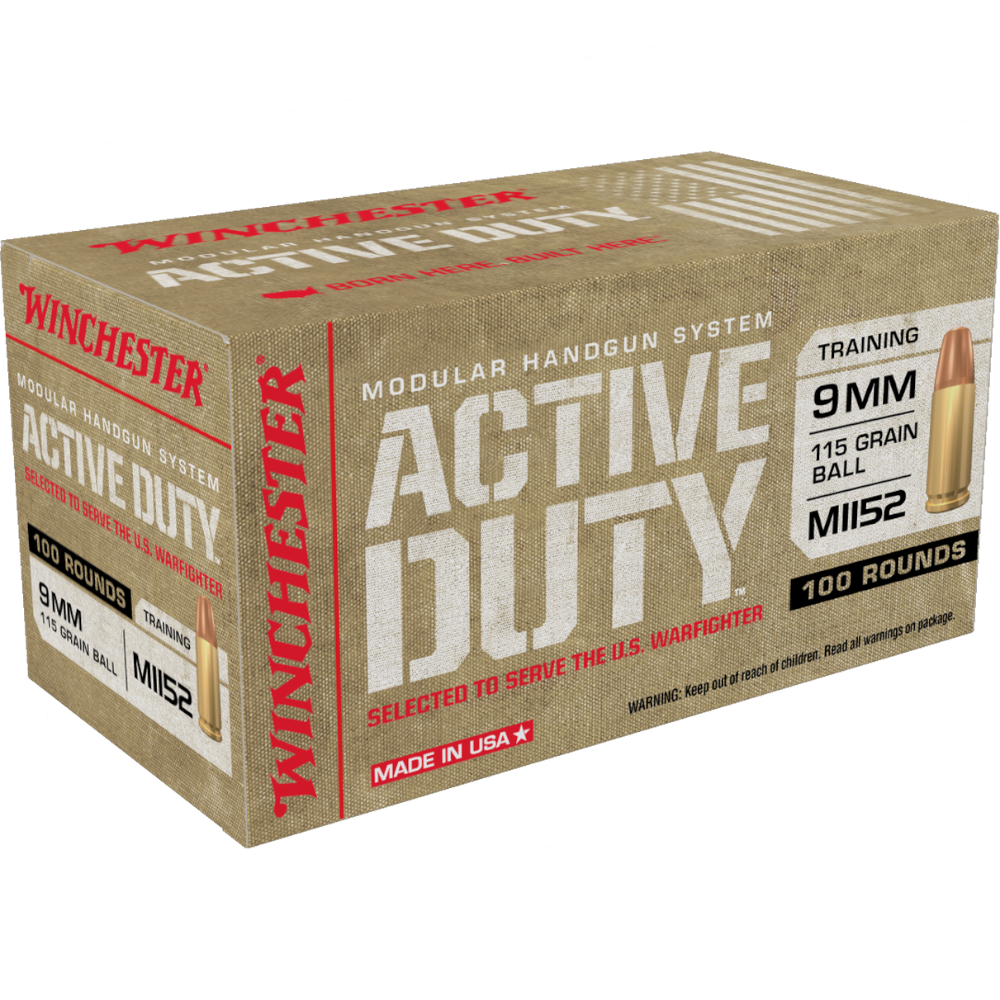 WINCHESTER
MODULAR HANDGUN SYSTEM
ACTIVE DUTY
BORN HERE. BUILT HERE.™
WINCHESTER®
MODULAR HANDGUN SYSTEM
ACTIVE DUTY™
SELECTED TO SERVE THE U.S. WARFIGHTER
100 ROUNDS
9MM
115 GRAIN BALL
TRAINING
M1152
WINCHESTER®
MODULAR HANDGUN SYSTEM
ACTIVE
DUTY™
SELECTED TO SERVE THE U.S. WARFIGHTER
MADE IN USA
TRAINING
9MM
115 GRAIN
BALL
M1152
100 ROUNDS
WARNING: Keep out of reach of children. Read all warnings on package.